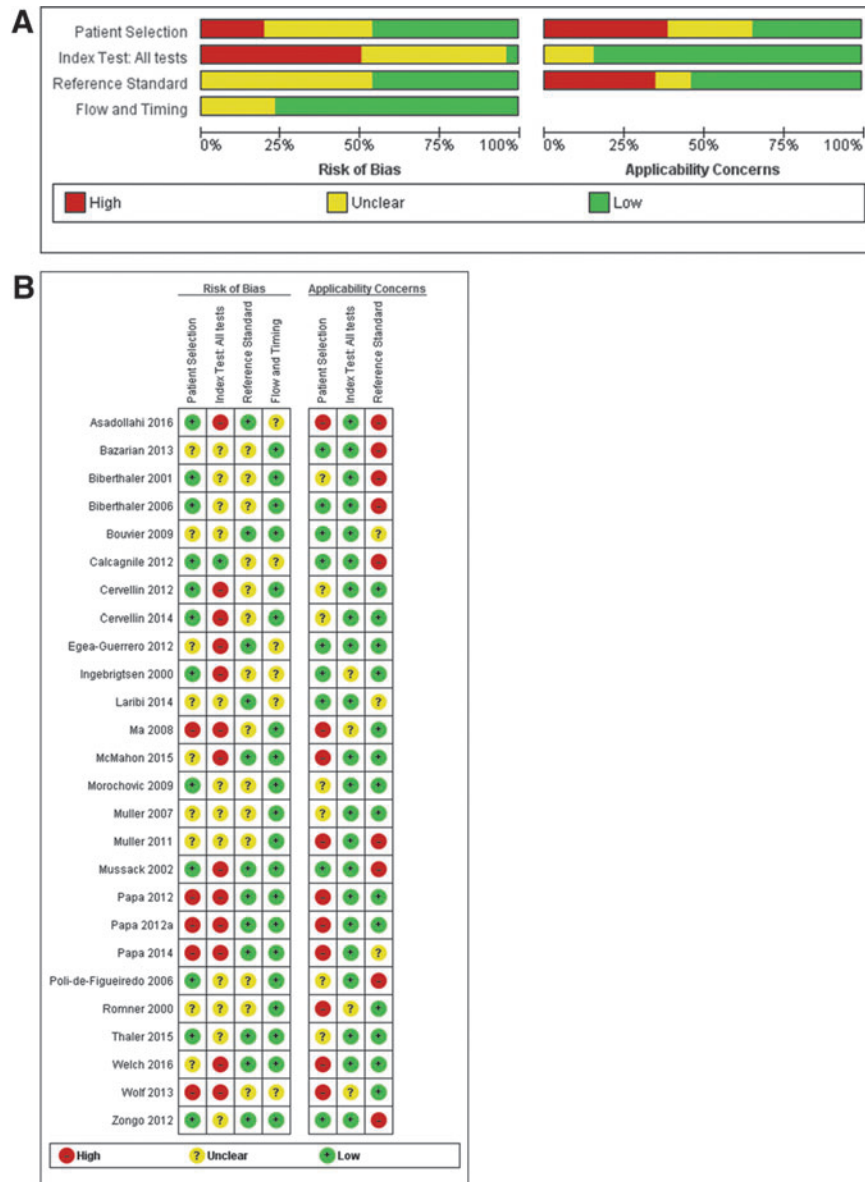 A
Patient Selection
Index Test: All tests
Reference Standard
Flow and Timing
0% 25% 50% 75% 100% 0% 25% 50% 75% 100%
Risk of Bias Applicability Concerns
High Unclear Low
B
Risk of Bias Applicability Concerns
Patient Selection
Index Test: All tests
Reference Standard
Flow and Timing
Patient Selection
Index Test: All tests
Reference Standard
Asadollahi 2016 + - + ? - + -
Bazarian 2013 ? ? ? + + + -
Biberthaler 2001 + ? ? + ? + -
Biberthaler 2006 + ? ? + + + -
Bouvier 2009 ? ? + + + + ?
Calcagnile 2012 + + ? ? + + -
Cervellin 2012 + - ? + ? + +
Cervellin 2014 + - ? + ? + +
Egea-Guerrero 2012 ? - + ? + + +
Ingebrigtsen 2000 + - ? ? + ? +
Laribi 2014 ? ? + ? + + ?
Ma 2008 - - ? + - ? +
McMahon 2015 ? - + + - + +
Morochovic 2009 + ? ? + ? + +
Muller 2007 ? ? ? + ? + +
Muller 2011 ? ? ? + - + -
Mussack 2002 + - + + + + -
Papa 2012 - - + + - + +
Papa 2012a - - + + - + +
Papa 2014 - - + + - + ?
Poli-de-Figueiredo 2006 + ? ? + ? + -
Romner 2000 ? ? ? + - ? +
Thaler 2015 + ? + + ? + +
Welch 2016 ? - + + - + +
Wolf 2013 - - ? ? - ? +
Zongo 2012 + ? + + + + -
- High ? Unclear + Low